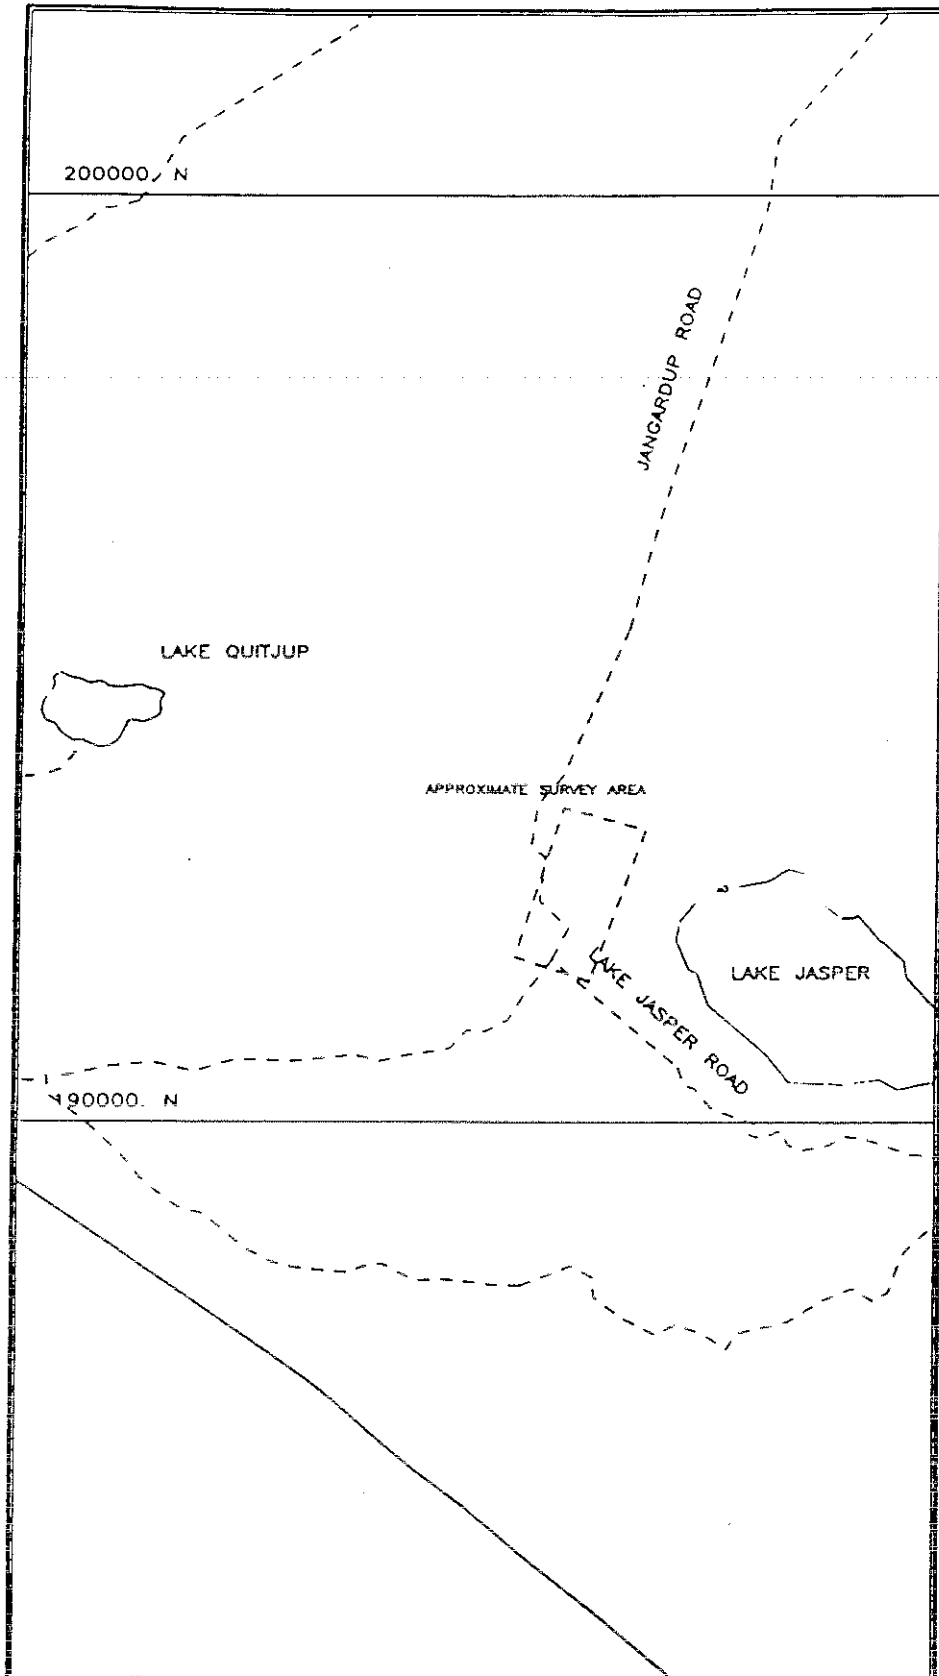 200000. N
JANGARDUP ROAD
LAKE QUITJUP
APPROXIMATE SURVEY AREA
LAKE JASPER
LAKE JASPER ROAD
190000. N